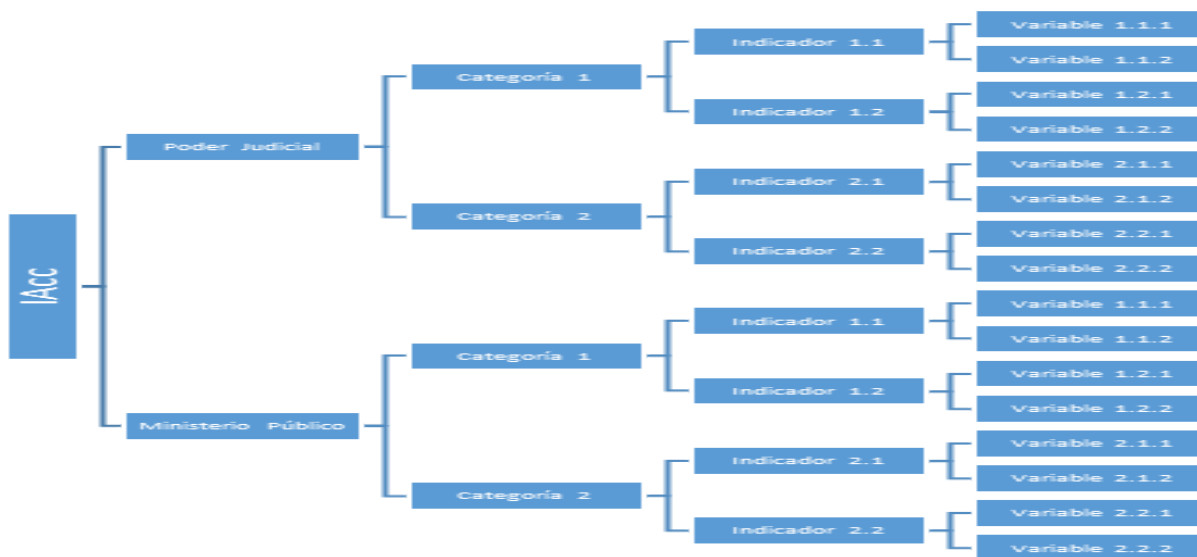 IAcc
Poder Judicial
Categoría 1
Indicador 1.1
Variable 1.1.1
Variable 1.1.2
Indicador 1.2
Variable 1.2.1
Variable 1.2.2
Categoría 2
Indicador 2.1
Variable 2.1.1
Variable 2.1.2
Indicador 2.2
Variable 2.2.1
Variable 2.2.2
Ministerio Público
Categoría 1
Indicador 1.1
Variable 1.1.1
Variable 1.1.2
Indicador 1.2
Variable 1.2.1
Variable 1.2.2
Categoría 2
Indicador 2.1
Variable 2.1.1
Variable 2.1.2
Indicador 2.2
Variable 2.2.1
Variable 2.2.2